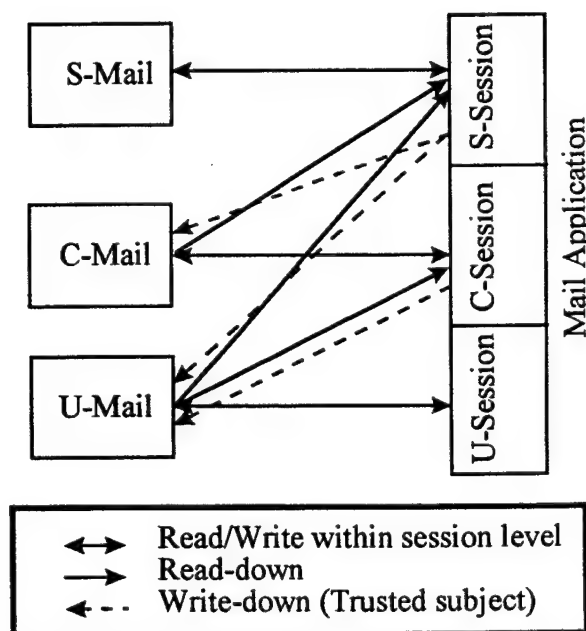 S-Mail
C-Mail
U-Mail
S-Session
C-Session
U-Session
Mail Application
Read/Write within session level
Read-down
Write-down (Trusted subject)